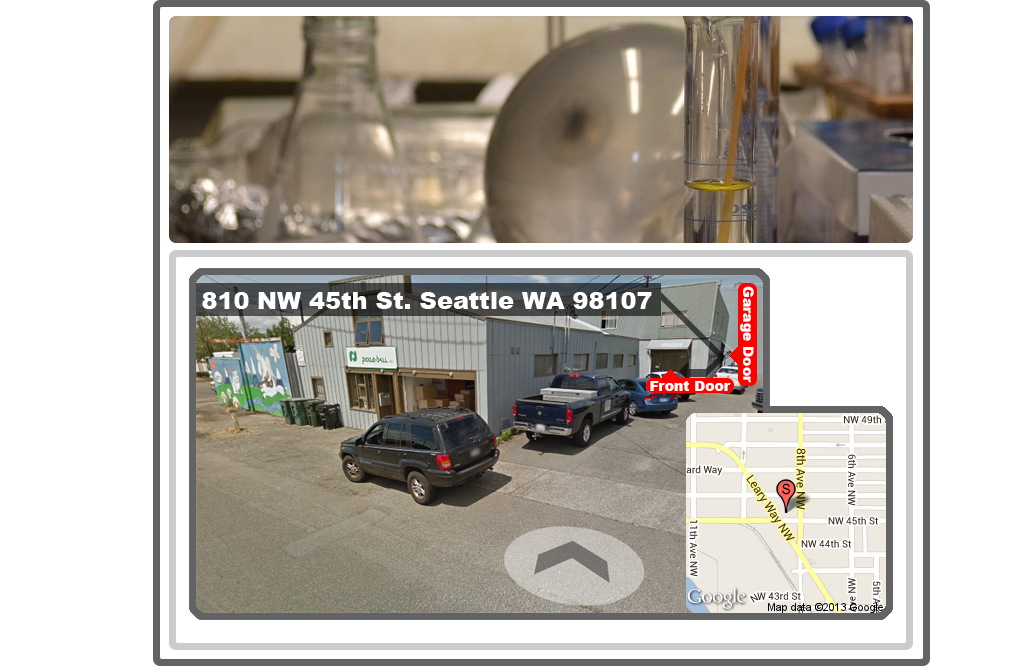 810 NW 45th St. Seattle WA 98107
Garage Door
Front Door
PICKLE-BALL
NW 49th
8th Ave NW
6th Ave NW
ard Way
Leary Way NW
S
NW 45th St
11th Ave NW
NW 44th St
5th A
NW 43rd St
Google
Map data ©2013 Google